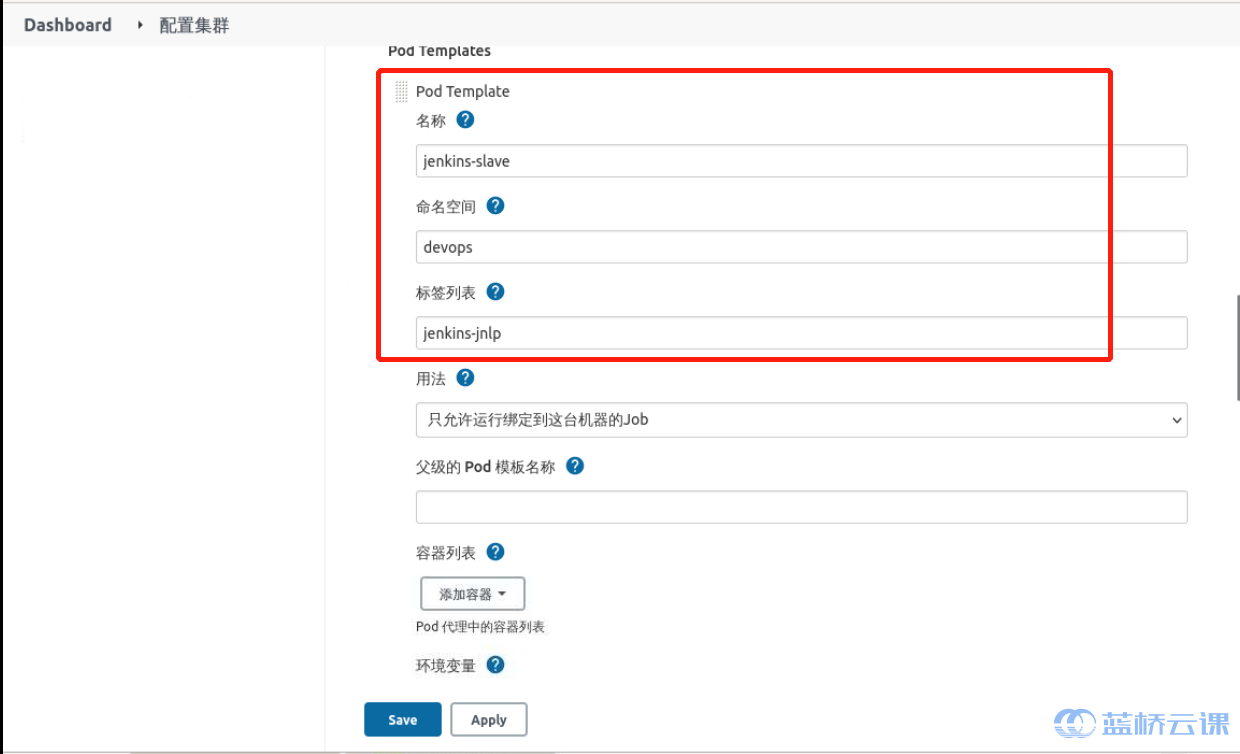 Dashboard 配置集群
Pod Templates
Pod Template
名称 ?
jenkins-slave
命名空间 ?
devops
标签列表 ?
jenkins-jnlp
用法 ?
只允许运行绑定到这台机器的Job
父级的 Pod 模板名称 ?
容器列表 ?
添加容器
Pod 代理中的容器列表
环境变量 ?
Save Apply
蓝桥云课